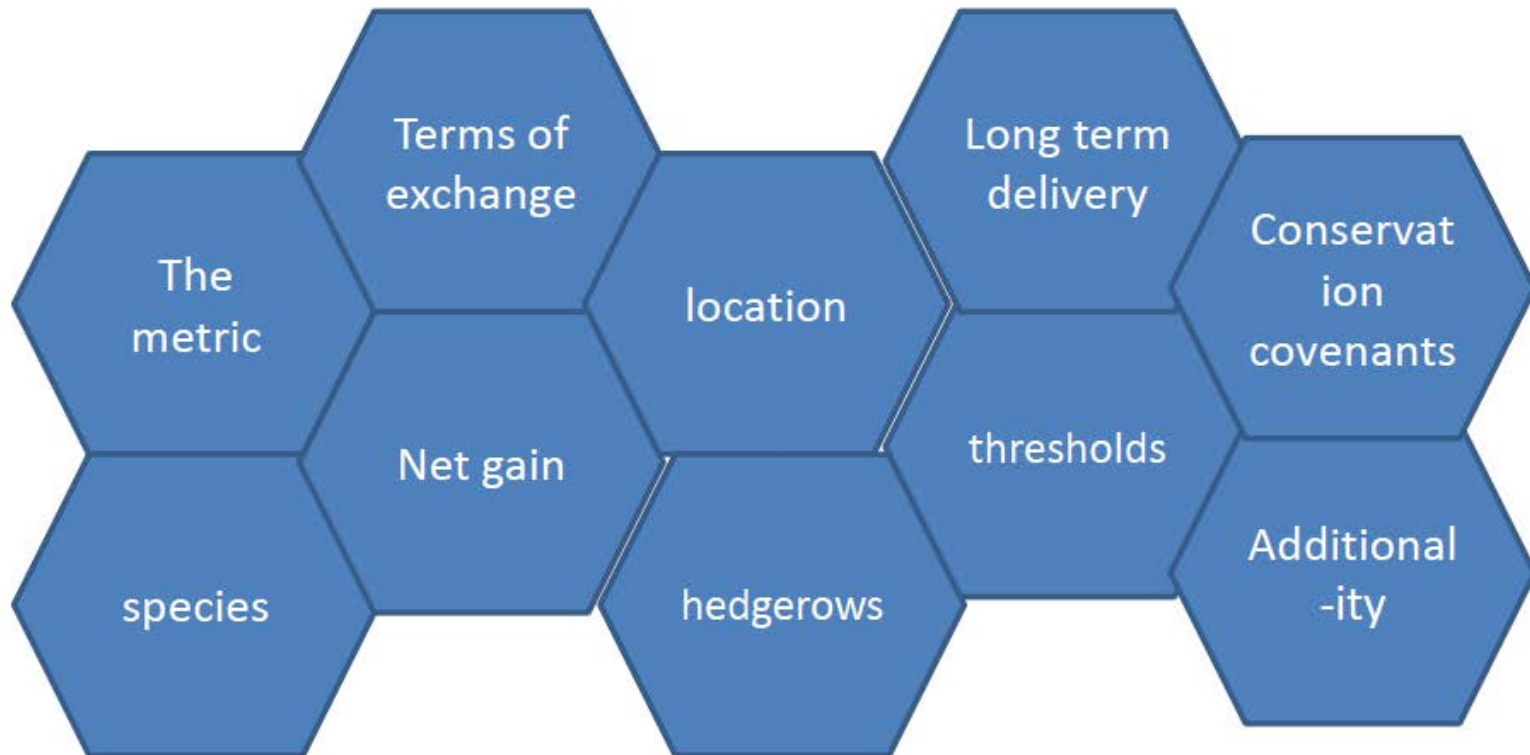 The
metric
species
Terms of
exchange
Net gain
location
hedgerows
Long term
delivery
thresholds
Conservat
ion
covenants
Additional
-ity